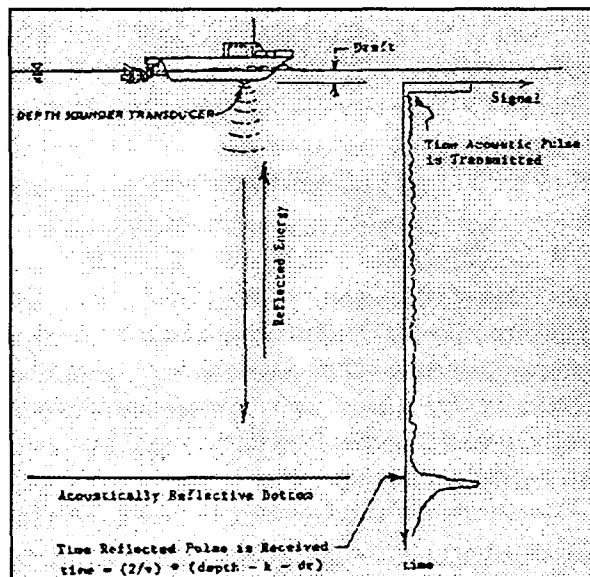 Draft
DEPTH SOUNDER TRANSDUCER
Signal
Time Acoustic Pulse
is Transmitted
Reflected Energy
Acoustically Reflective Bottom
Time Reflected Pulse is Received
time = (2/v) * (depth - k - dr)
time